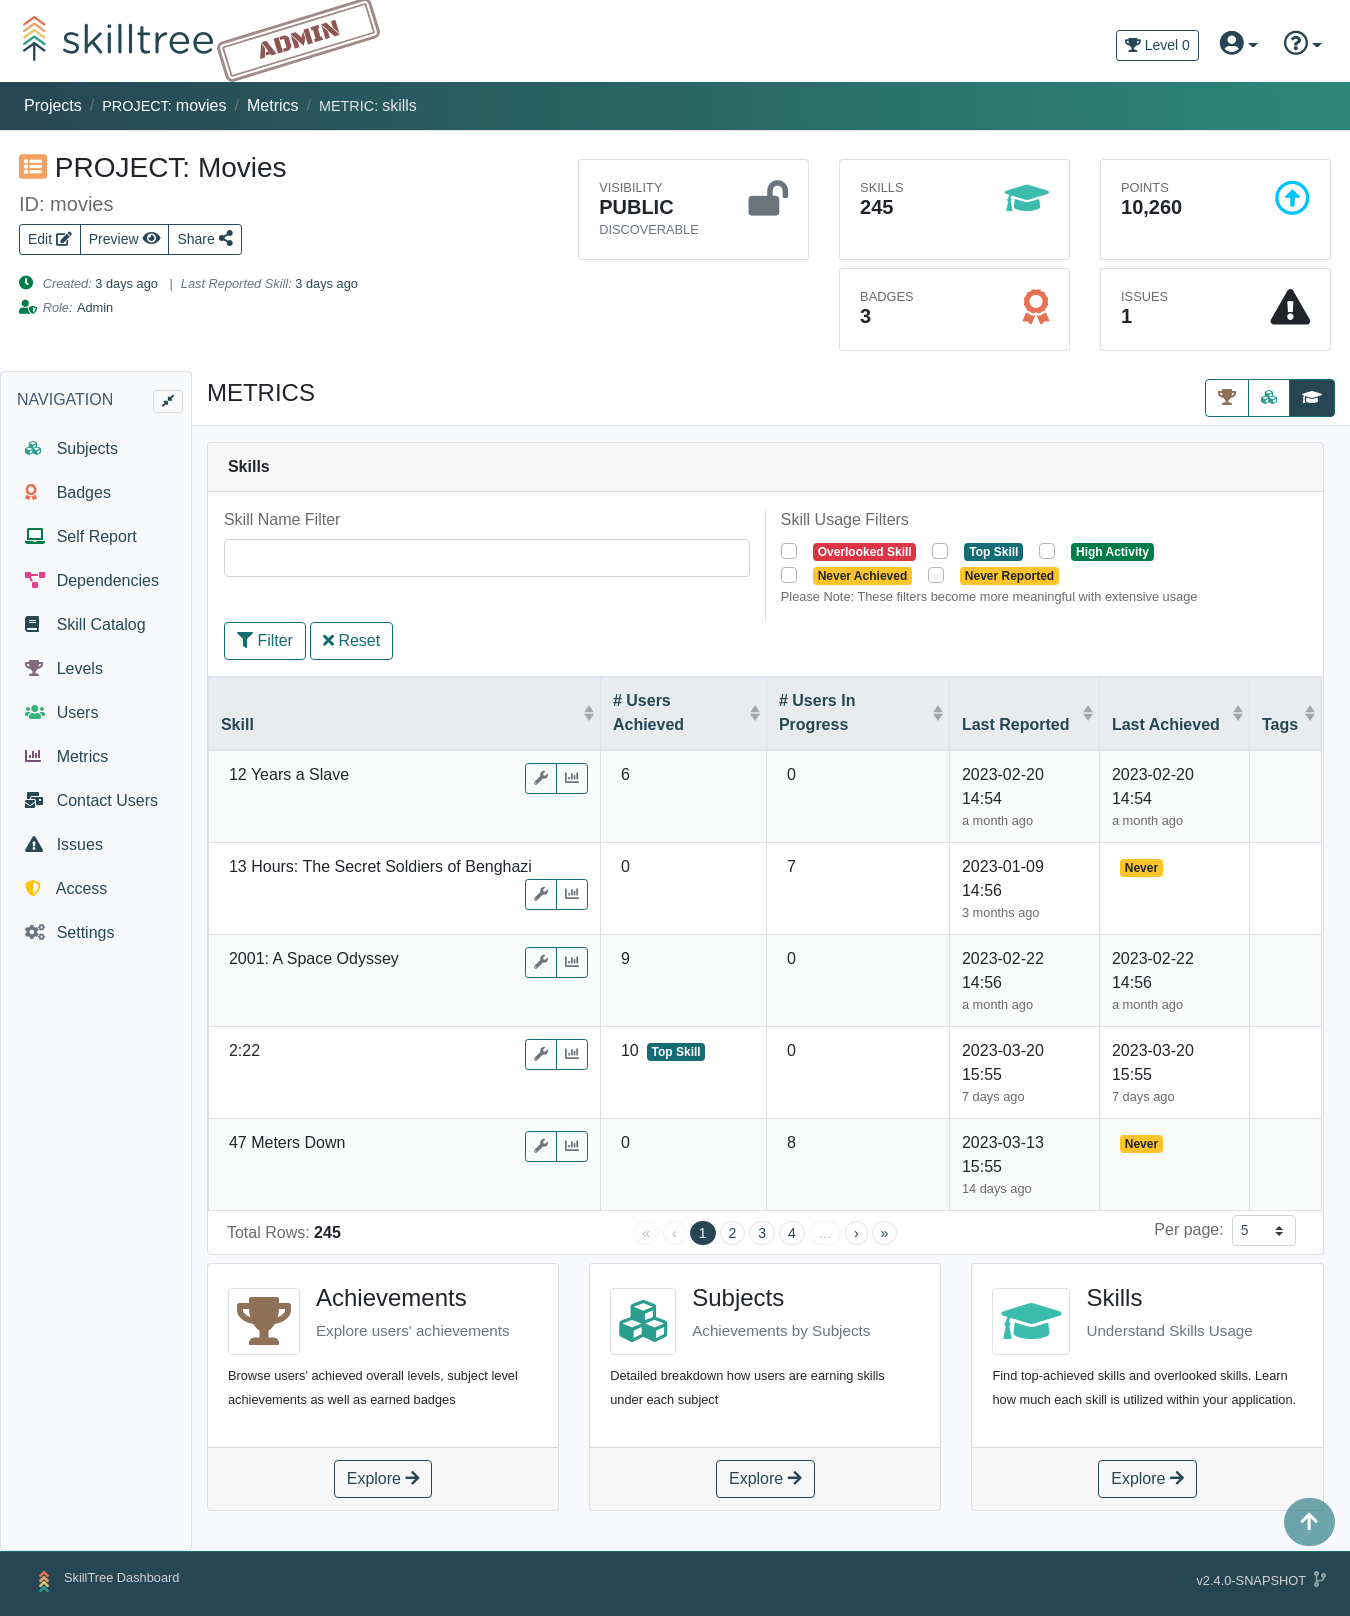 skilltree ADMIN
Level 0
Projects / PROJECT: movies / Metrics / METRIC: skills
PROJECT: Movies
ID: movies
Edit Preview Share
Created: 3 days ago | Last Reported Skill: 3 days ago
Role: Admin
VISIBILITY
PUBLIC
DISCOVERABLE
SKILLS
245
POINTS
10,260
BADGES
3
ISSUES
1
NAVIGATION
Subjects
Badges
Self Report
Dependencies
Skill Catalog
Levels
Users
Metrics
Contact Users
Issues
Access
Settings
METRICS
Skills
Skill Name Filter
Skill Usage Filters
Overlooked Skill Top Skill High Activity
Never Achieved Never Reported
Please Note: These filters become more meaningful with extensive usage
Filter Reset
Skill # Users Achieved # Users In Progress Last Reported Last Achieved Tags
12 Years a Slave 6 0 2023-02-20 14:54 a month ago 2023-02-20 14:54 a month ago
13 Hours: The Secret Soldiers of Benghazi 0 7 2023-01-09 14:56 3 months ago Never
2001: A Space Odyssey 9 0 2023-02-22 14:56 a month ago 2023-02-22 14:56 a month ago
2:22 10 Top Skill 0 2023-03-20 15:55 7 days ago 2023-03-20 15:55 7 days ago
47 Meters Down 0 8 2023-03-13 15:55 14 days ago Never
Total Rows: 245 « ‹ 1 2 3 4 … › » Per page: 5
Achievements
Explore users' achievements
Browse users' achieved overall levels, subject level
achievements as well as earned badges
Explore
Subjects
Achievements by Subjects
Detailed breakdown how users are earning skills
under each subject
Explore
Skills
Understand Skills Usage
Find top-achieved skills and overlooked skills. Learn
how much each skill is utilized within your application.
Explore
SkillTree Dashboard
v2.4.0-SNAPSHOT